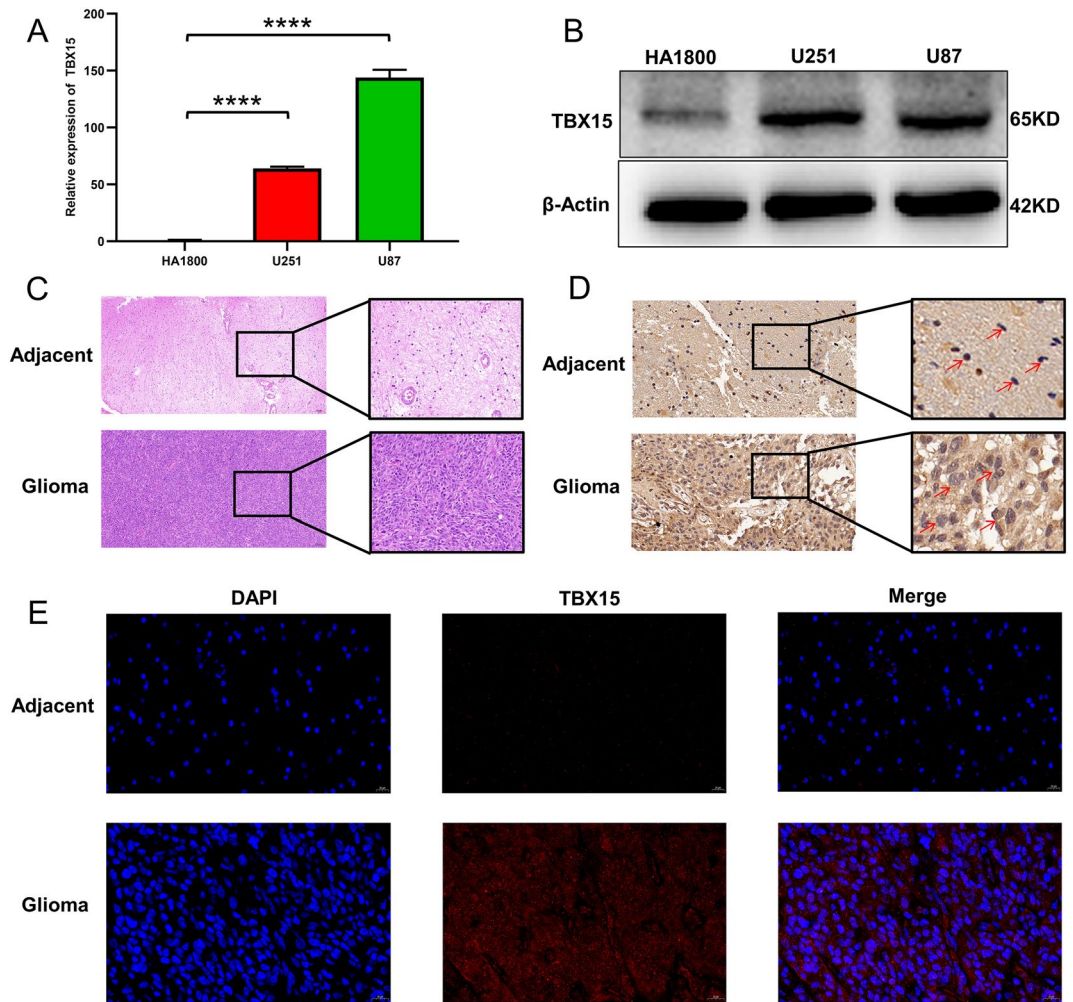 A
Relative expression of TBX15
200
150
100
50
0
****
****
HA1800
U251
U87
B
HA1800
U251
U87
TBX15
65KD
β-Actin
42KD
C
Adjacent
Glioma
D
Adjacent
Glioma
E
DAPI
TBX15
Merge
Adjacent
Glioma